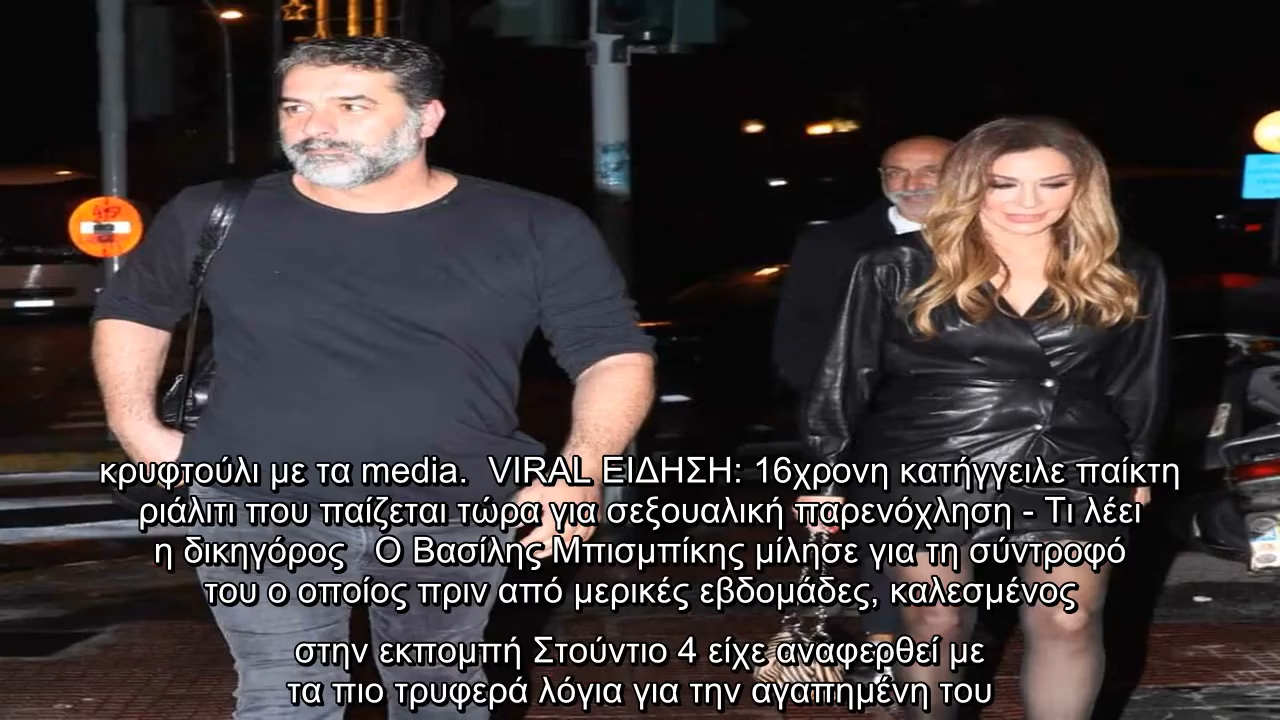 κρυφτούλι με τα media. VIRAL ΕΙΔΗΣΗ: 16χρονη κατήγγειλε παίκτη
ριάλιτι που παίζεται τώρα για σεξουαλική παρενόχληση - Τι λέει
η δικηγόρος Ο Βασίλης Μπισμπίκης μίλησε για τη σύντροφό
του ο οποίος πριν από μερικές εβδομάδες, καλεσμένος
στην εκπομπή Στούντιο 4 είχε αναφερθεί με
τα πιο τρυφερά λόγια για την αγαπημένη του